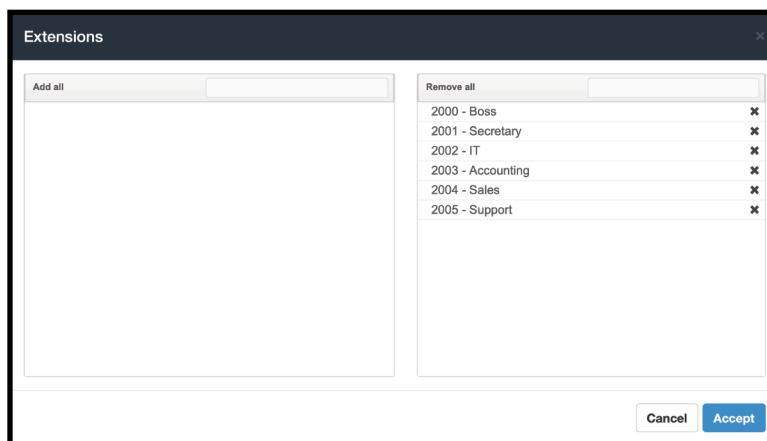 Extensions
Add all
Remove all
2000 - Boss
2001 - Secretary
2002 - IT
2003 - Accounting
2004 - Sales
2005 - Support
Cancel
Accept